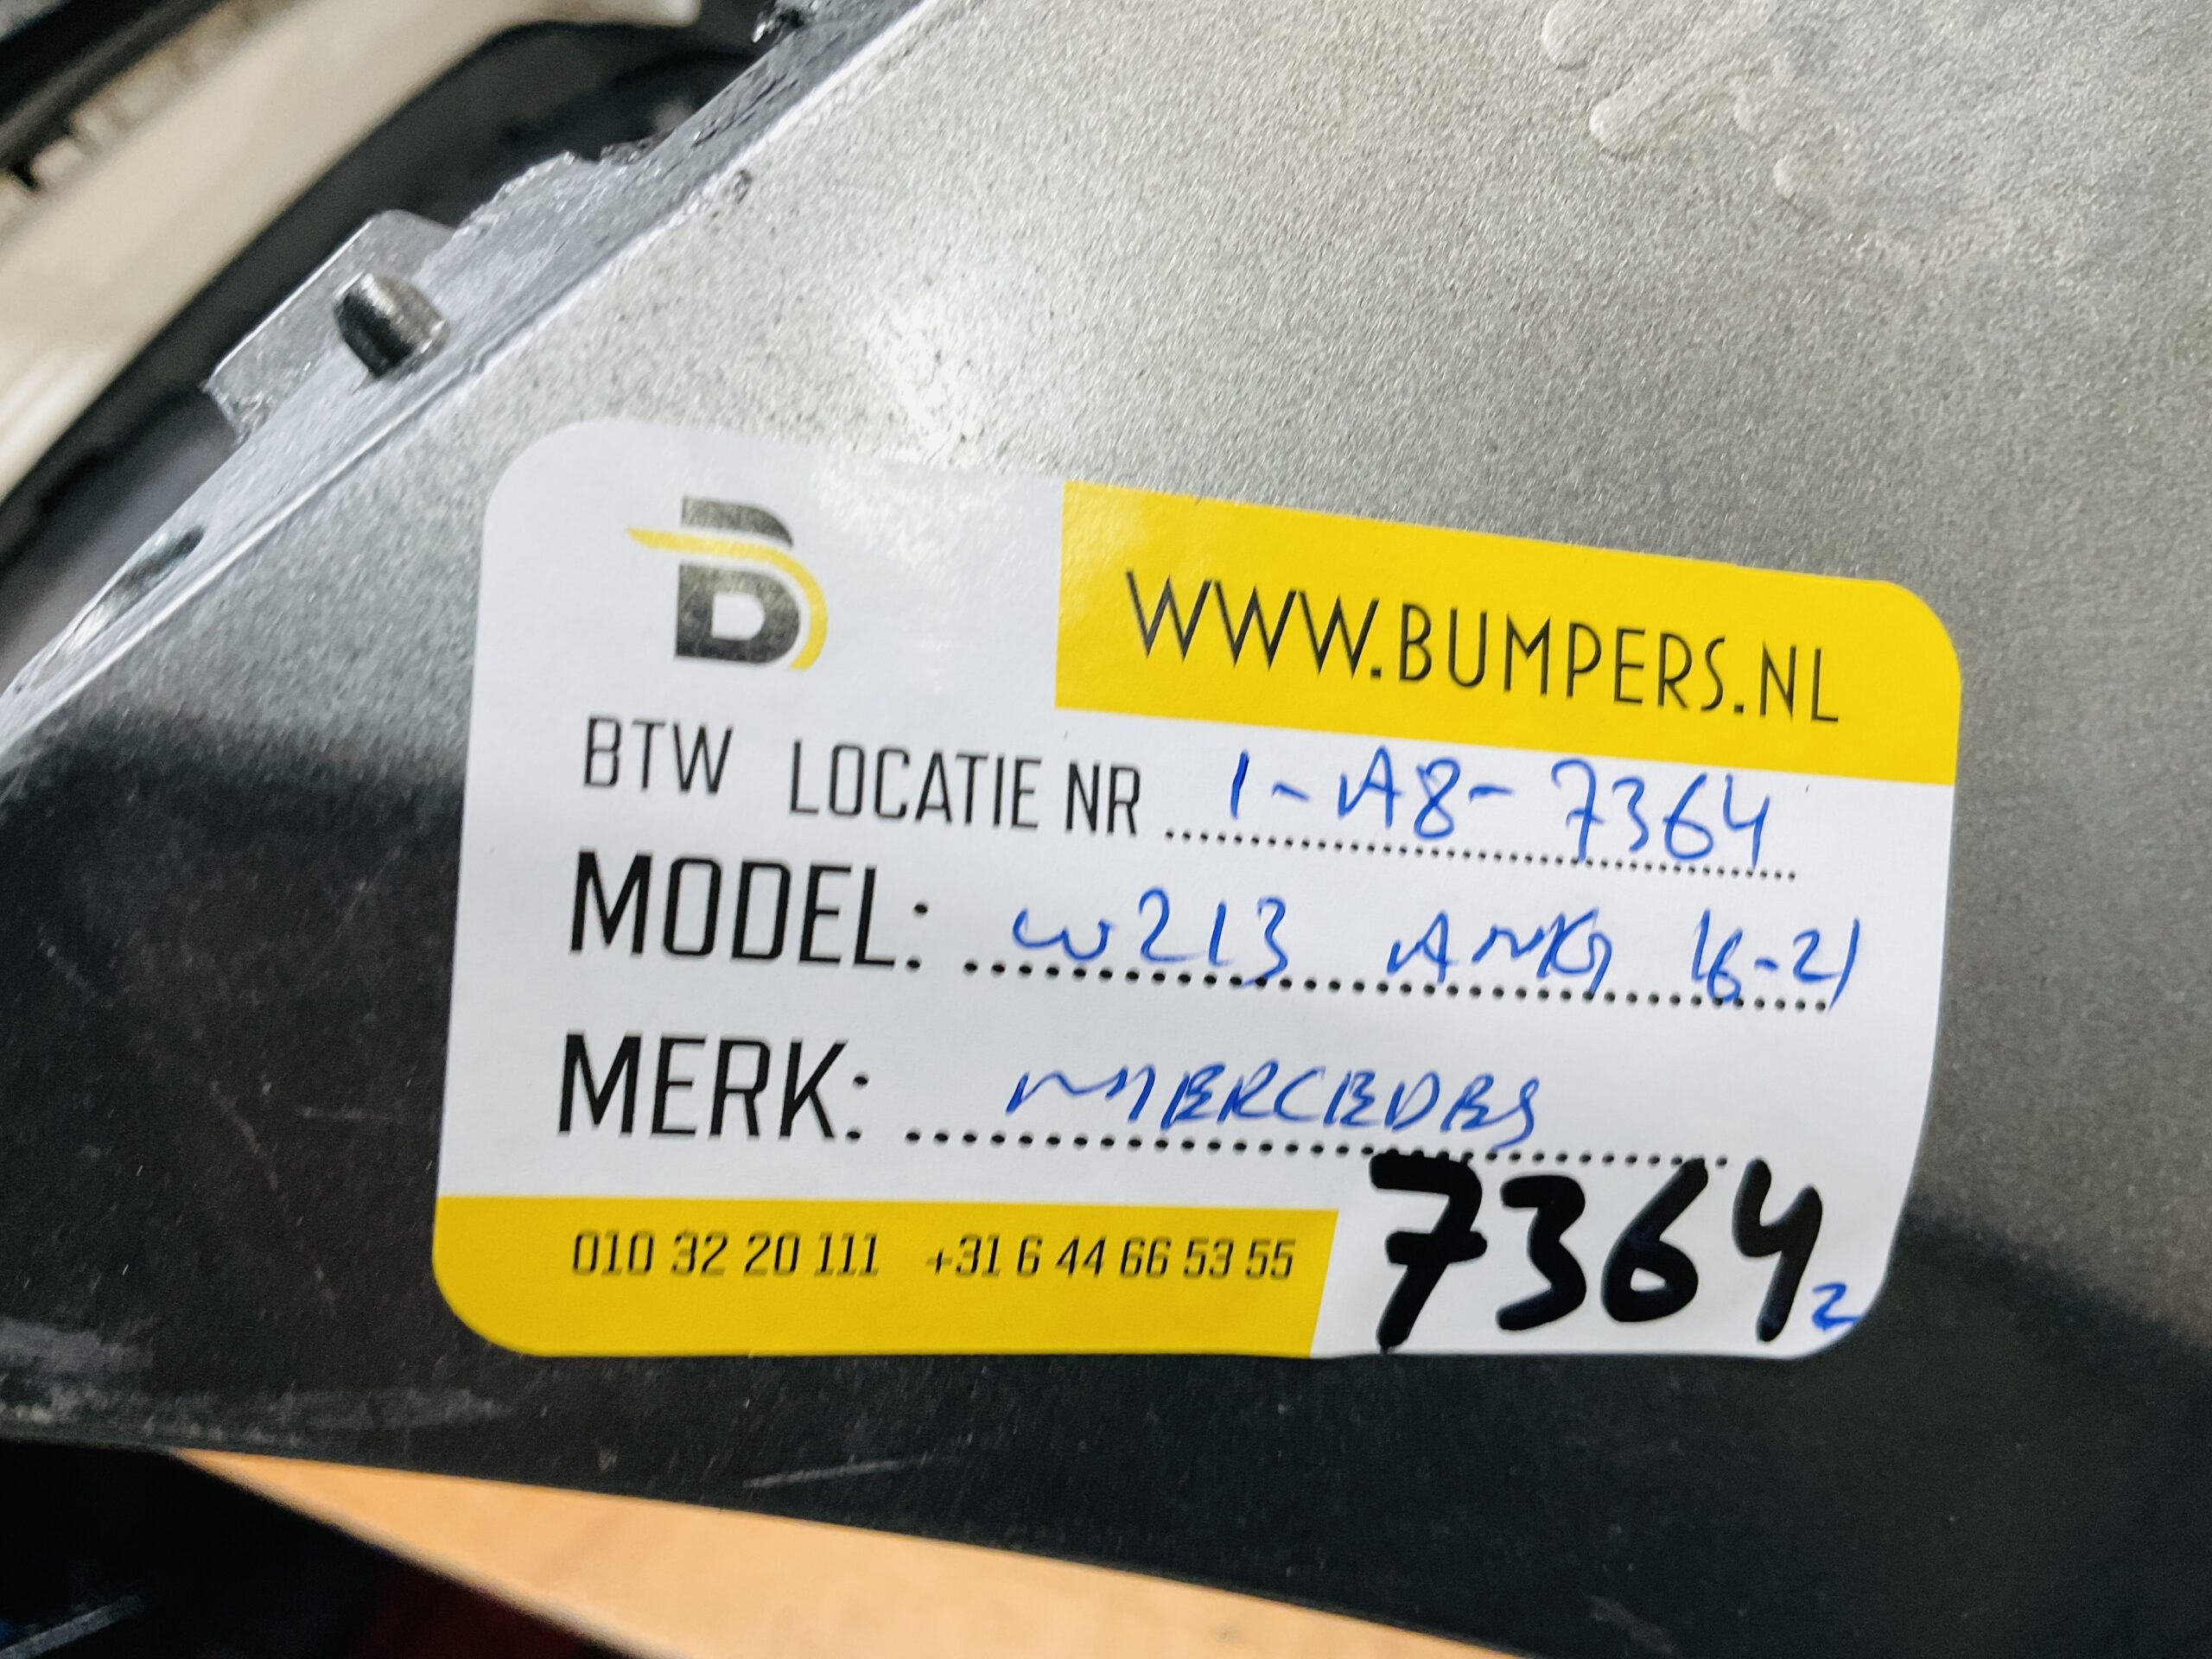 B
WWW.BUMPERS.NL
BTW LOCATIE NR 1-A8-7364
MODEL: W213 AMG 16-21
MERK: MERCEDES
010 32 20 111 +31 6 44 66 53 55
7364 2